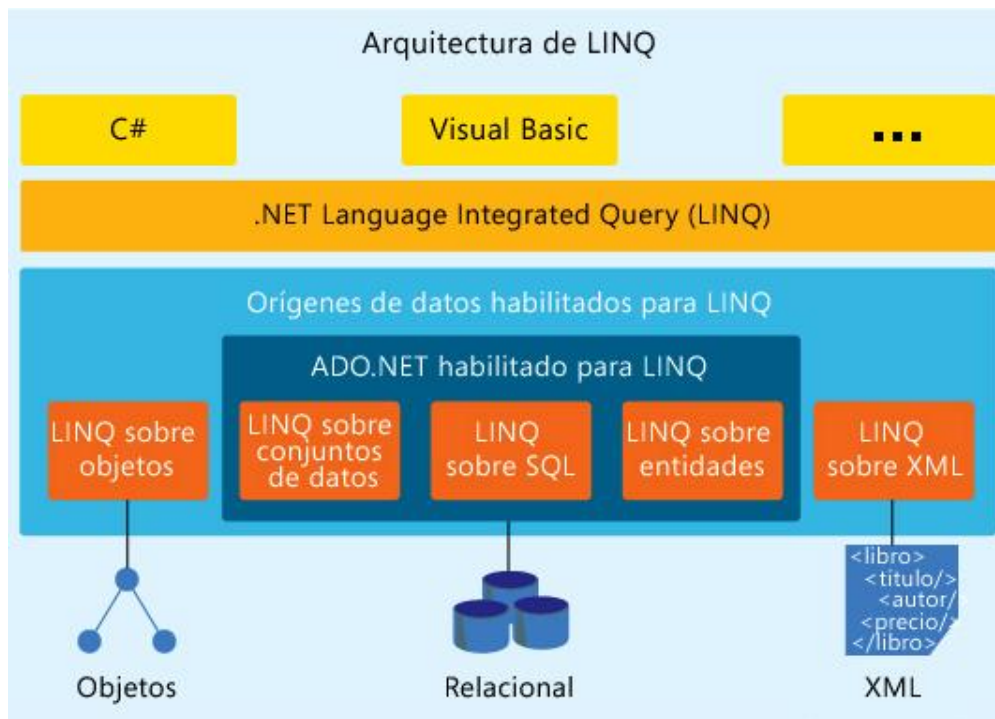 Arquitectura de LINQ
C#
Visual Basic
...
.NET Language Integrated Query (LINQ)
Orígenes de datos habilitados para LINQ
ADO.NET habilitado para LINQ
LINQ sobre
objetos
LINQ sobre
conjuntos
de datos
LINQ
sobre SQL
LINQ sobre
entidades
LINQ
sobre XML
<libro>
<titulo/>
<autor/>
<precio/>
</libro>
Objetos
Relacional
XML